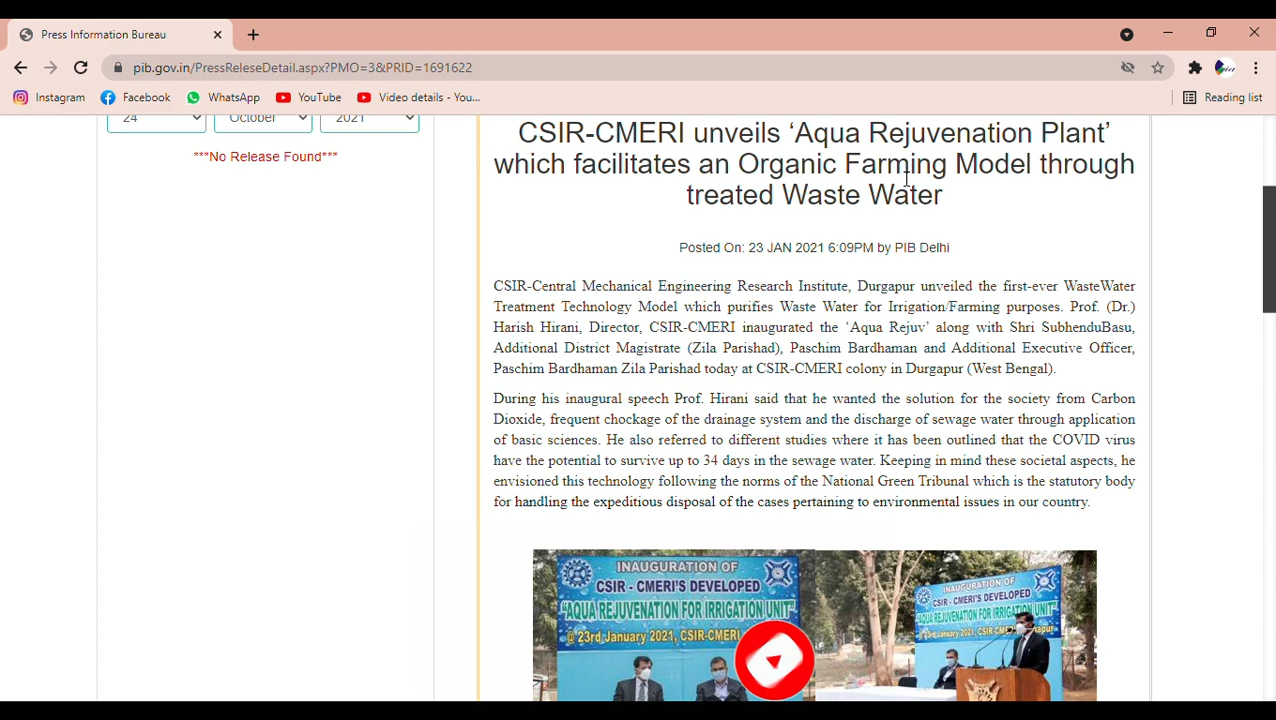 Press Information Bureau
pib.gov.in/PressReleseDetail.aspx?PMO=3&PRID=1691622
Instagram Facebook WhatsApp YouTube Video details - You... Reading list
24 October 2021
***No Release Found***
CSIR-CMERI unveils ‘Aqua Rejuvenation Plant’
which facilitates an Organic Farming Model through
treated Waste Water
Posted On: 23 JAN 2021 6:09PM by PIB Delhi
CSIR-Central Mechanical Engineering Research Institute, Durgapur unveiled the first-ever WasteWater
Treatment Technology Model which purifies Waste Water for Irrigation/Farming purposes. Prof. (Dr.)
Harish Hirani, Director, CSIR-CMERI inaugurated the ‘Aqua Rejuv’ along with Shri SubhenduBasu,
Additional District Magistrate (Zila Parishad), Paschim Bardhaman and Additional Executive Officer,
Paschim Bardhaman Zila Parishad today at CSIR-CMERI colony in Durgapur (West Bengal).
During his inaugural speech Prof. Hirani said that he wanted the solution for the society from Carbon
Dioxide, frequent chockage of the drainage system and the discharge of sewage water through application
of basic sciences. He also referred to different studies where it has been outlined that the COVID virus
have the potential to survive up to 34 days in the sewage water. Keeping in mind these societal aspects, he
envisioned this technology following the norms of the National Green Tribunal which is the statutory body
for handling the expeditious disposal of the cases pertaining to environmental issues in our country.
INAUGURATION OF
CSIR - CMERI'S DEVELOPED
"AQUA REJUVENATION FOR IRRIGATION UNIT"
@ 23rd January 2021, CSIR-CMERI
INAUGURATION OF
CSIR - CMERI'S DEVELOPED
"AQUA REJUVENATION FOR IRRIGATION UNIT"
@ 23rd January 2021, CSIR-